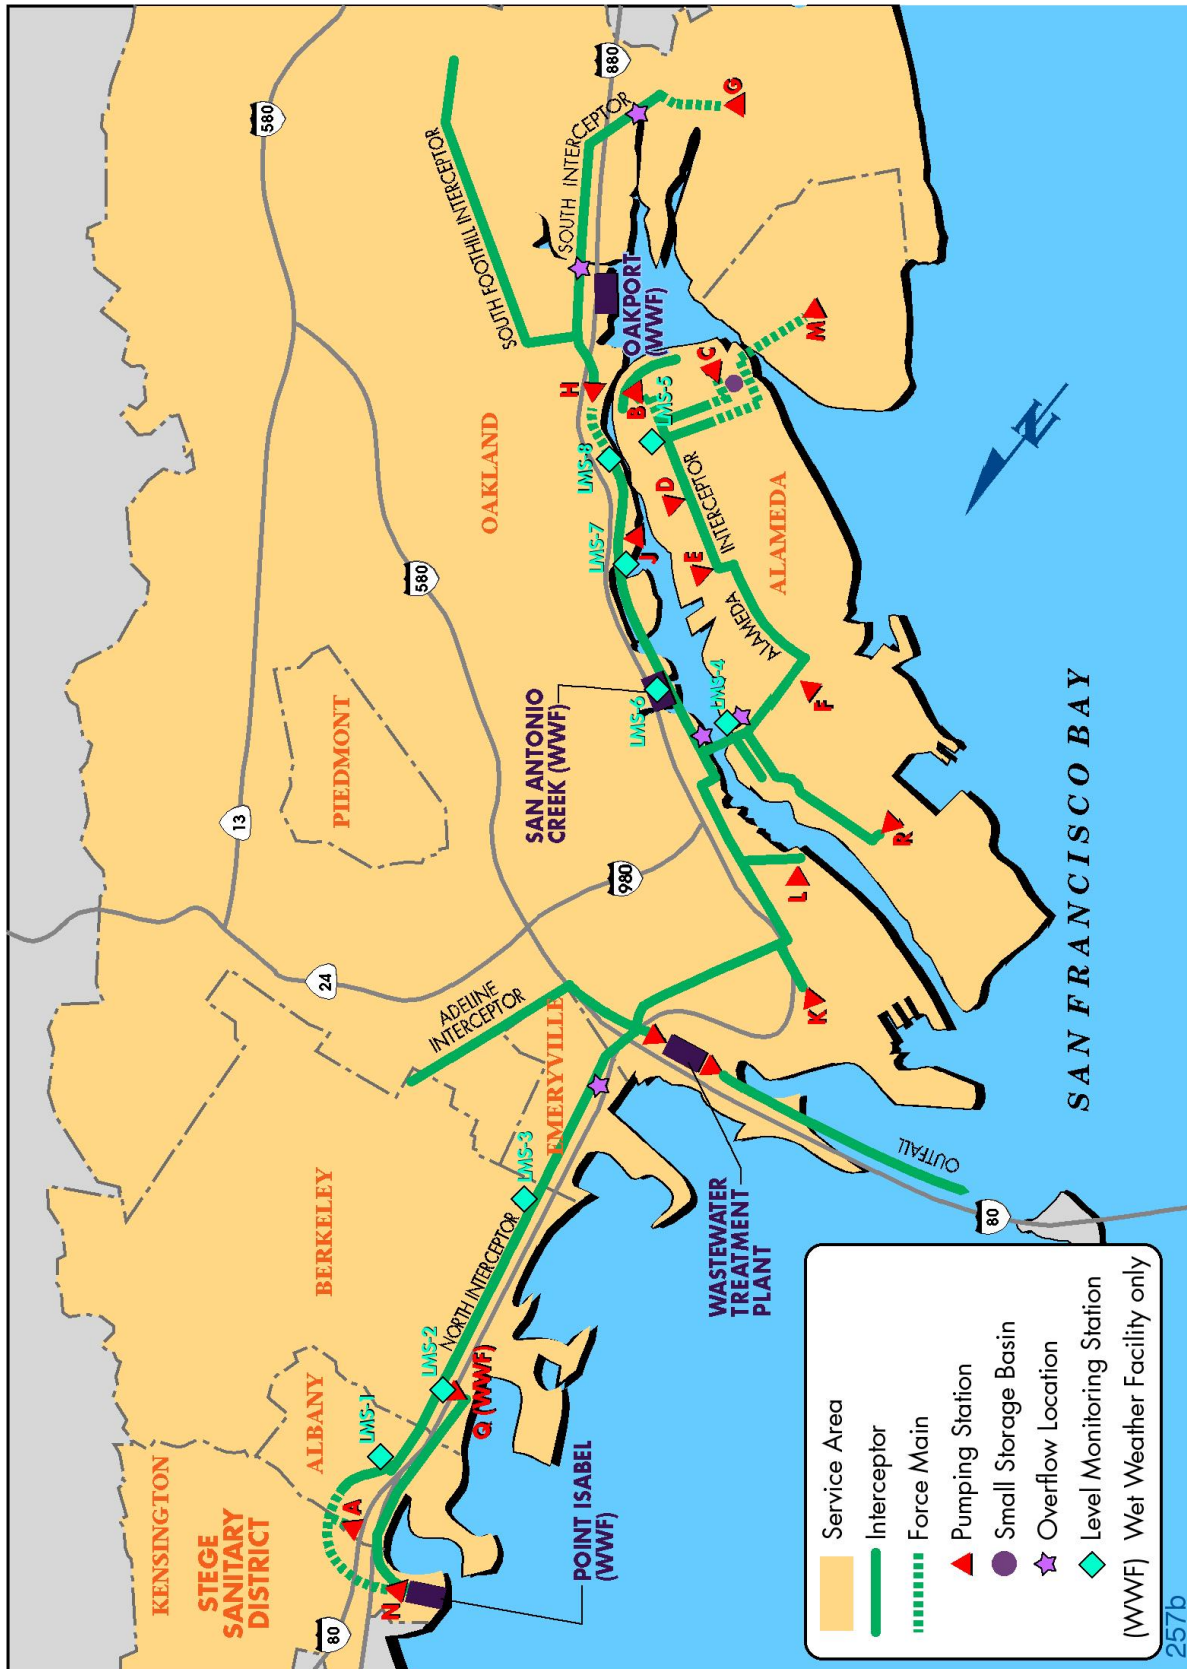 KENSINGTON
STEGE
SANITARY
DISTRICT
ALBANY
BERKELEY
PIEDMONT
OAKLAND
EMERYVILLE
ALAMEDA
580
580
13
24
980
880
80
80
ADELINE
INTERCEPTOR
NORTH INTERCEPTOR
SOUTH FOOTHILL INTERCEPTOR
SOUTH INTERCEPTOR
ALAMEDA
INTERCEPTOR
OUTFALL
LMS-1
LMS-2
LMS-3
LMS-4
LMS-5
LMS-6
LMS-7
LMS-8
A
N
Q (WWF)
K
L
R
F
E
D
J
H
B
C
M
G
POINT ISABEL
(WWF)
WASTEWATER
TREATMENT
PLANT
SAN ANTONIO
CREEK (WWF)
OAKPORT
(WWF)
SAN FRANCISCO BAY
N
Service Area
Interceptor
Force Main
Pumping Station
Small Storage Basin
Overflow Location
Level Monitoring Station
(WWF) Wet Weather Facility only
257b